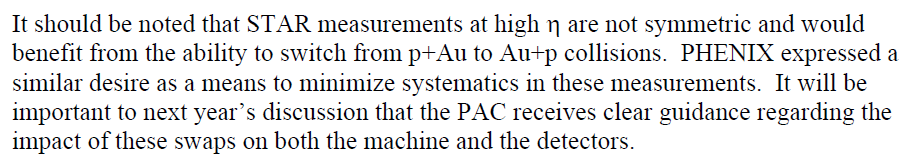 It should be noted that STAR measurements at high η are not symmetric and would
benefit from the ability to switch from p+Au to Au+p collisions.  PHENIX expressed a
similar desire as a means to minimize systematics in these measurements.  It will be
important to next year’s discussion that the PAC receives clear guidance regarding the
impact of these swaps on both the machine and the detectors.